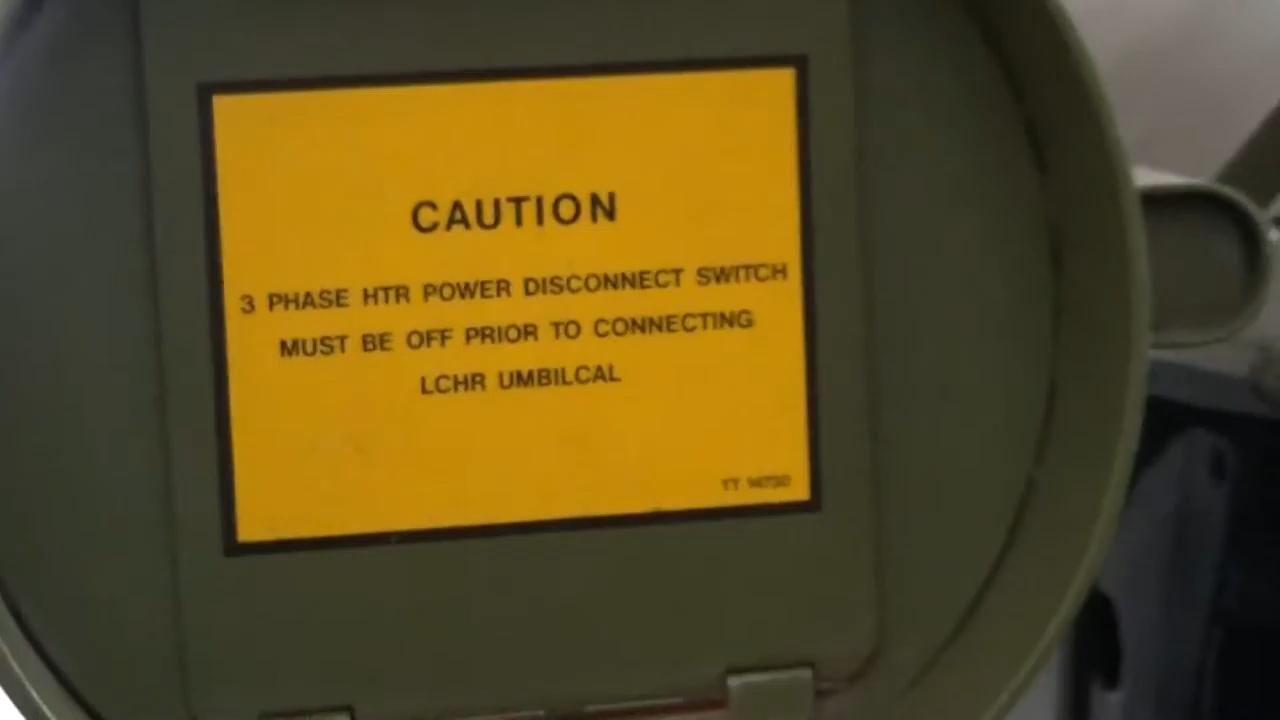 CAUTION
3 PHASE HTR POWER DISCONNECT SWITCH
MUST BE OFF PRIOR TO CONNECTING
LCHR UMBILCAL